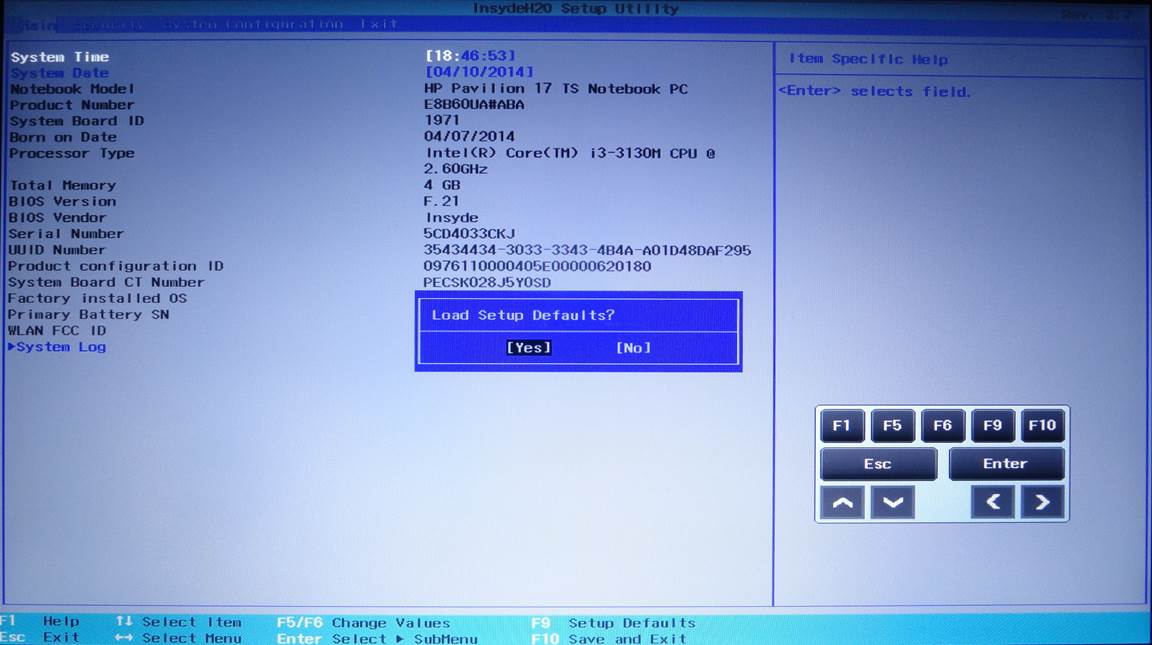 InsydeH2O Setup Utility
Main Security System Configuration Exit
System Time [18:46:53]
System Date [04/10/2014]
Notebook Model HP Pavilion 17 TS Notebook PC
Product Number E8B60UA#ABA
System Board ID 1971
Born on Date 04/07/2014
Processor Type Intel(R) Core(TM) i3-3130M CPU @
2.60GHz
Total Memory 4 GB
BIOS Version F.21
BIOS Vendor Insyde
Serial Number 5CD4033CKJ
UUID Number 35434434-3033-3343-4B4A-A01D48DAF295
Product configuration ID 0976110000405E00000620180
System Board CT Number PECSK028J5Y0SD
Factory installed OS
Primary Battery SN
WLAN FCC ID
▶System Log
Load Setup Defaults?
[Yes] [No]
Item Specific Help
<Enter> selects field.
F1 F5 F6 F9 F10
Esc Enter
F1 Help ↑↓ Select Item F5/F6 Change Values F9 Setup Defaults
Esc Exit ↔ Select Menu Enter Select ▶ SubMenu F10 Save and Exit